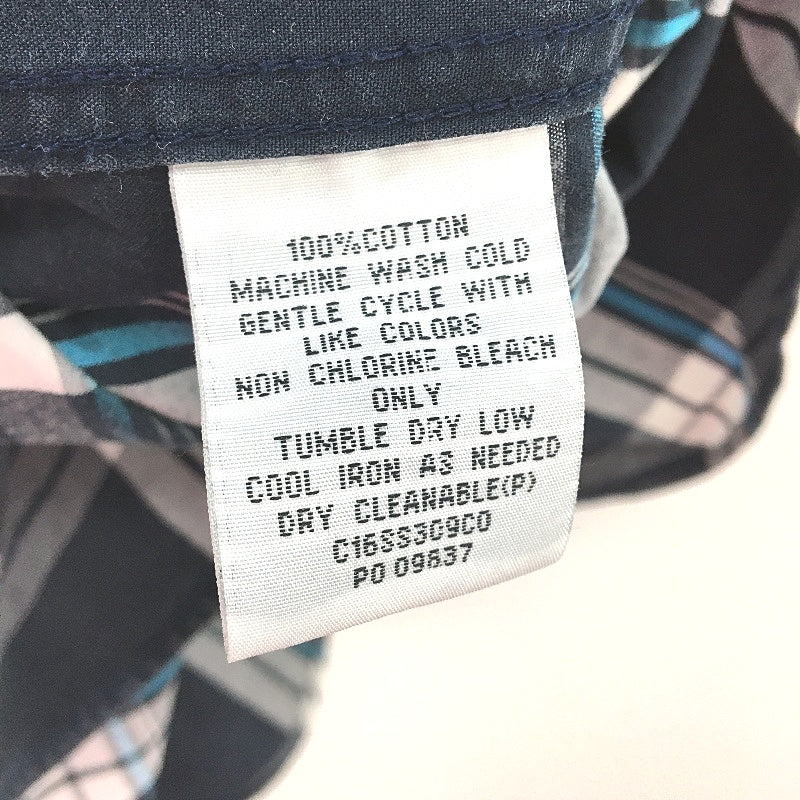 100%COTTON
MACHINE WASH COLD
GENTLE CYCLE WITH
LIKE COLORS
NON CHLORINE BLEACH
ONLY
TUMBLE DRY LOW
COOL IRON AS NEEDED
DRY CLEANABLE(P)
C16SS309CO
PO 09837